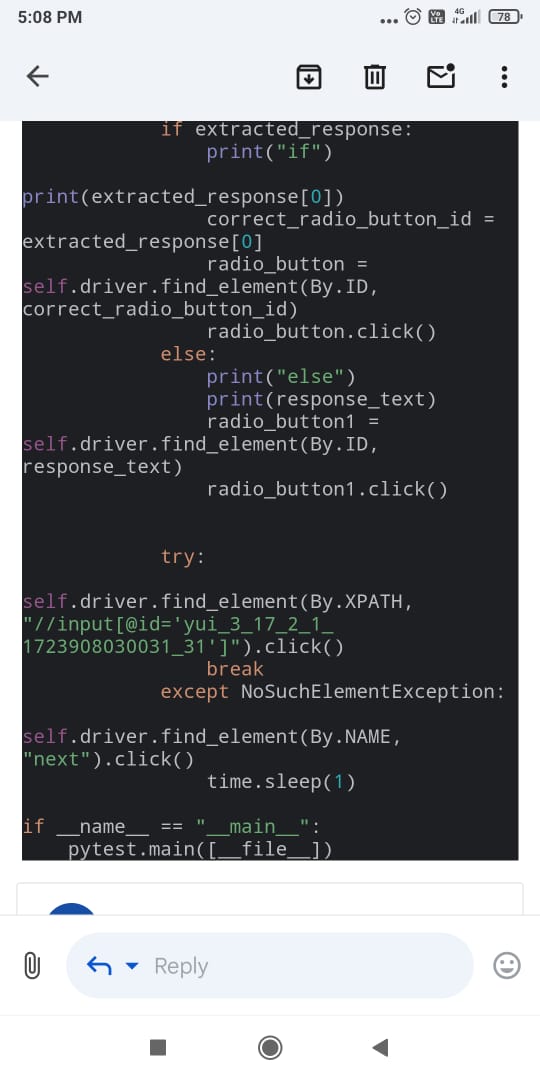 5:08 PM
Vo
LTE
4G
78
if extracted_response:
print("if")
print(extracted_response[0])
correct_radio_button_id =
extracted_response[0]
radio_button =
self.driver.find_element(By.ID,
correct_radio_button_id)
radio_button.click()
else:
print("else")
print(response_text)
radio_button1 =
self.driver.find_element(By.ID,
response_text)
radio_button1.click()
try:
self.driver.find_element(By.XPATH,
"//input[@id='yui_3_17_2_1_
1723908030031_31']").click()
break
except NoSuchElementException:
self.driver.find_element(By.NAME,
"next").click()
time.sleep(1)
if __name__ == "__main__":
pytest.main([__file__])
Reply